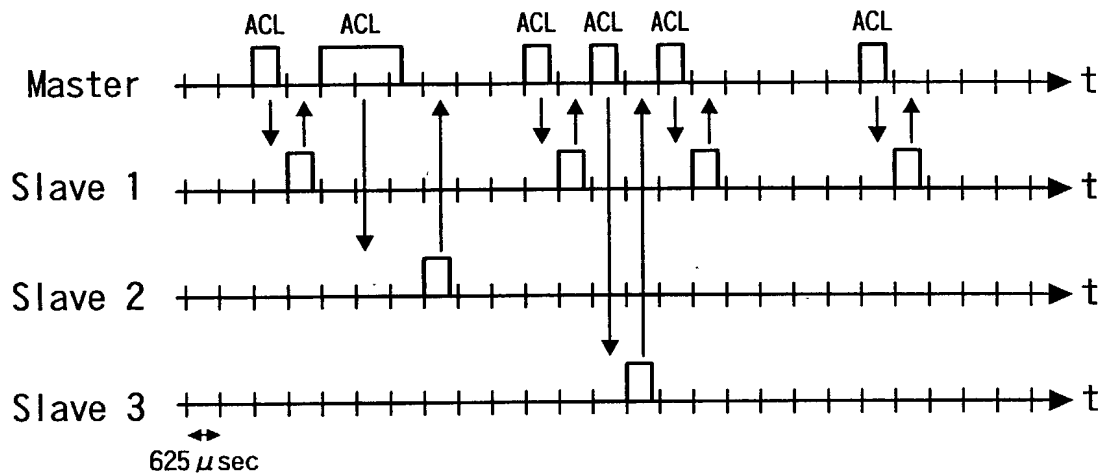 ACL ACL ACL ACL ACL ACL
Master t
Slave 1 t
Slave 2 t
Slave 3 t
625 μsec